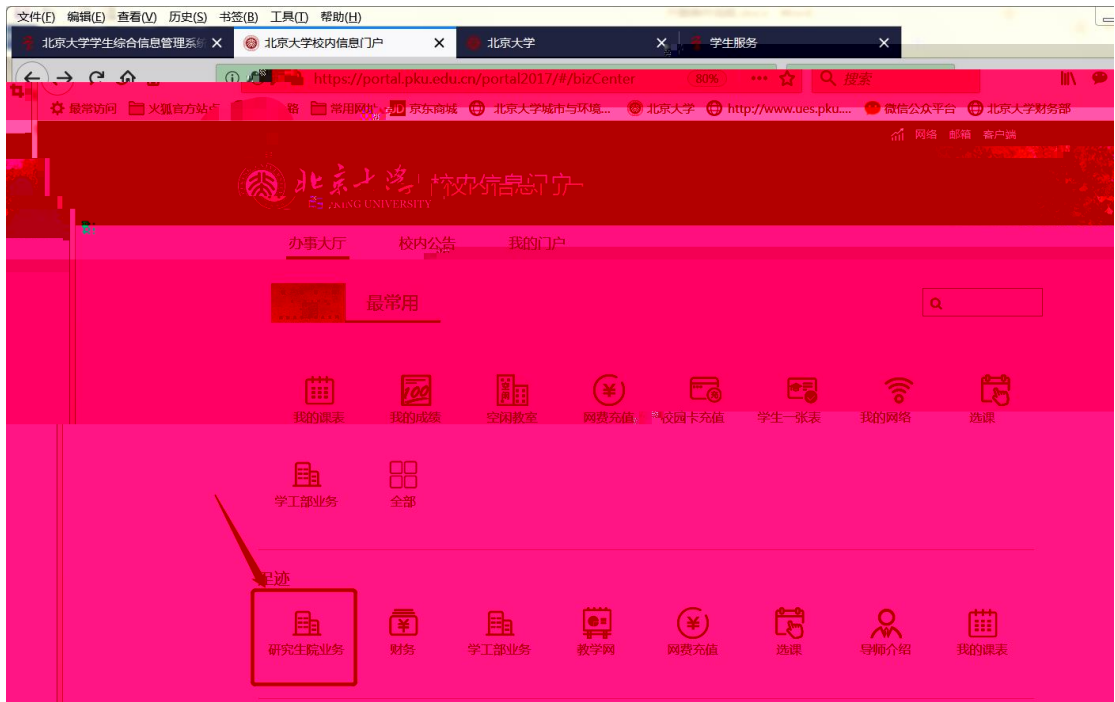 文件(F) 编辑(E) 查看(V) 历史(S) 书签(B) 工具(T) 帮助(H)
北京大学学生综合信息管理系统 北京大学校内信息门户 北京大学 学生服务
https://portal.pku.edu.cn/portal2017/#/bizCenter 80% 搜索
最常访问 火狐官方站点 常用网址 JD 京东商城 北京大学城市与环境... 北京大学 http://www.ues.pku.... 微信公众平台 北京大学财务部
网络 邮箱 客户端
北京大学 校内信息门户
PEKING UNIVERSITY
办事大厅 校内公告 我的门户
最常用
我的课表 我的成绩 空闲教室 网费充值 校园卡充值 学生一张表 我的网络 选课
学工部业务 全部
足迹
研究生院业务 财务 学工部业务 教学网 网费充值 选课 导师介绍 我的课表